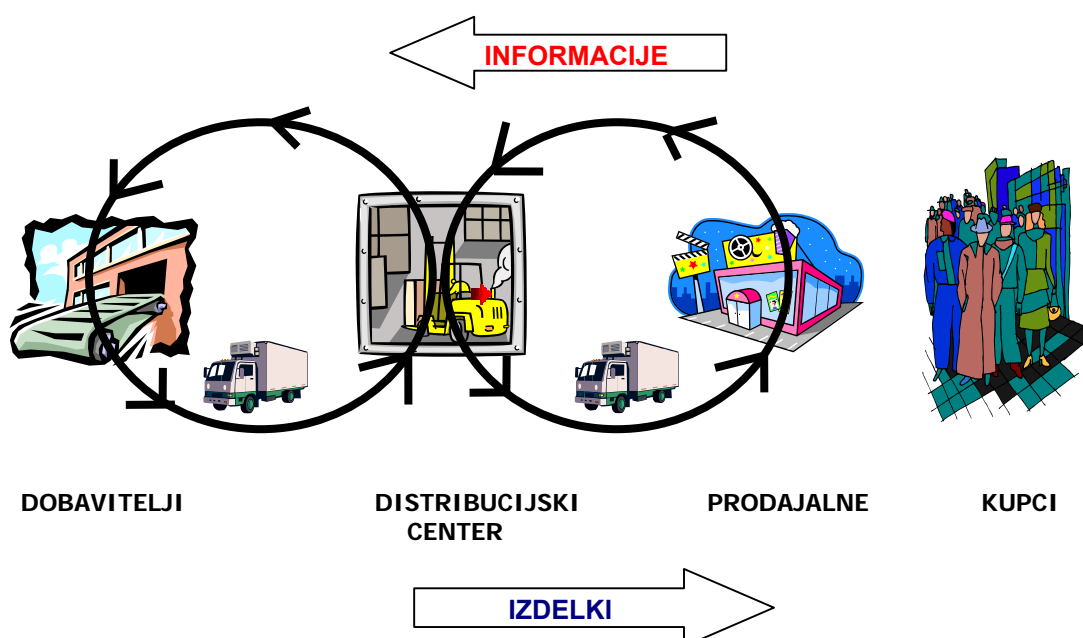 INFORMACIJE
DOBAVITELJI
DISTRIBUCIJSKI
CENTER
PRODAJALNE
KUPCI
IZDELKI